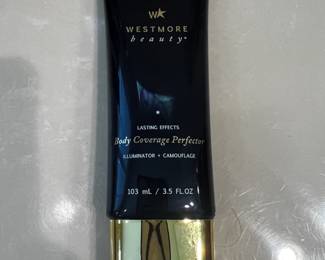 WESTMORE
beauty®
LASTING EFFECTS
Body Coverage Perfector
ILLUMINATOR + CAMOUFLAGE
103 mL / 3.5 FL.OZ